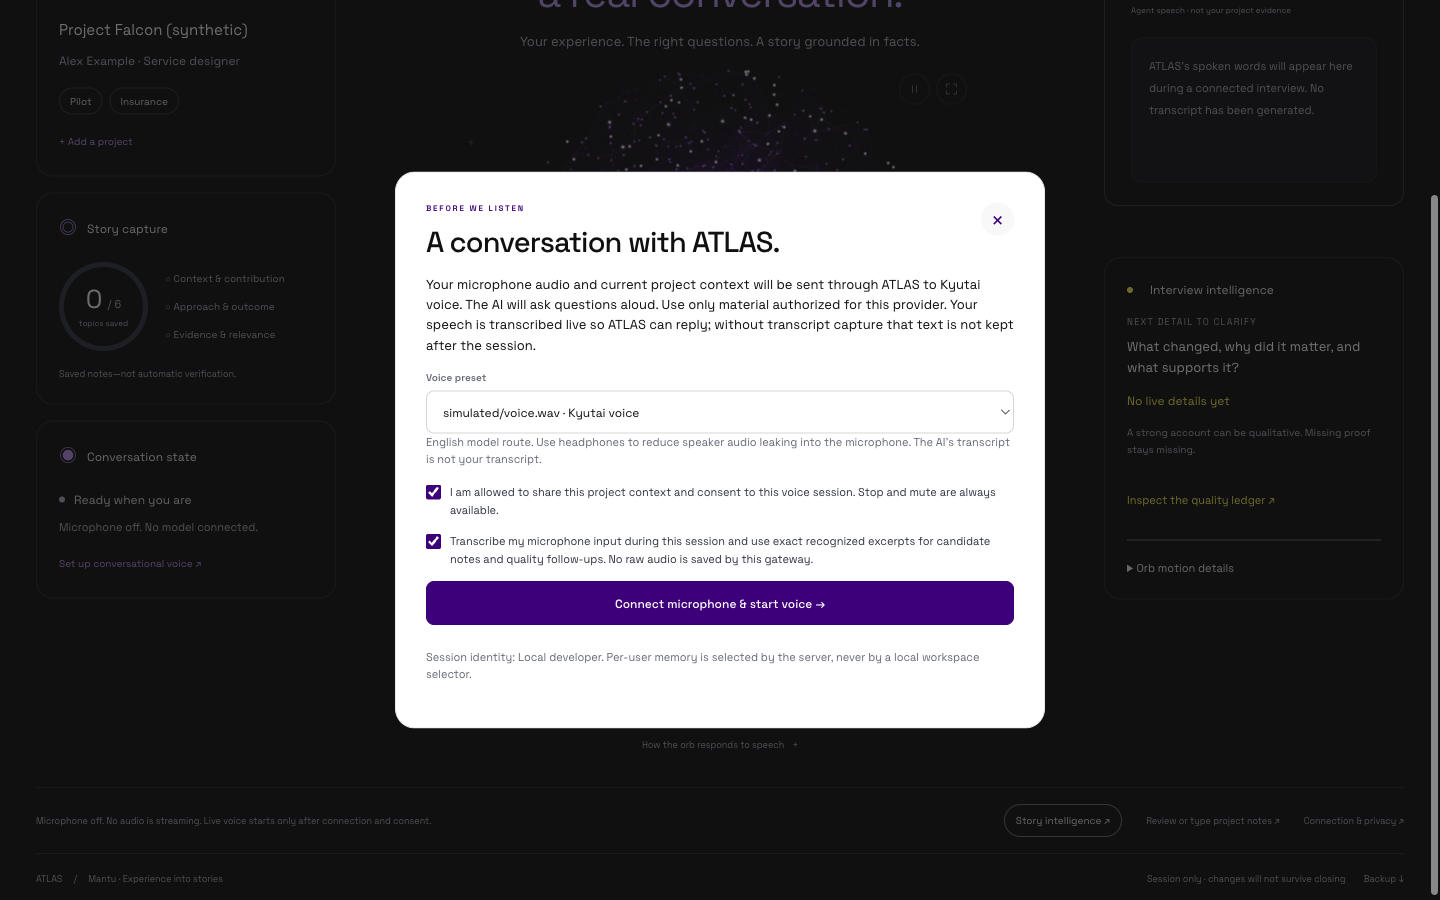 a real conversation.
Your experience. The right questions. A story grounded in facts.
Project Falcon (synthetic)
Alex Example · Service designer
Pilot
Insurance
+ Add a project
Story capture
0 / 6
topics saved
○ Context & contribution
○ Approach & outcome
○ Evidence & relevance
Saved notes—not automatic verification.
Conversation state
Ready when you are
Microphone off. No model connected.
Set up conversational voice ↗
BEFORE WE LISTEN
A conversation with ATLAS.
Your microphone audio and current project context will be sent through ATLAS to Kyutai
voice. The AI will ask questions aloud. Use only material authorized for this provider. Your
speech is transcribed live so ATLAS can reply; without transcript capture that text is not kept
after the session.
Voice preset
simulated/voice.wav · Kyutai voice
English model route. Use headphones to reduce speaker audio leaking into the microphone. The AI's transcript
is not your transcript.
I am allowed to share this project context and consent to this voice session. Stop and mute are always
available.
Transcribe my microphone input during this session and use exact recognized excerpts for candidate
notes and quality follow-ups. No raw audio is saved by this gateway.
Connect microphone & start voice →
Session identity: Local developer. Per-user memory is selected by the server, never by a local workspace
selector.
How the orb responds to speech +
Agent speech · not your project evidence
ATLAS's spoken words will appear here
during a connected interview. No
transcript has been generated.
Interview intelligence
NEXT DETAIL TO CLARIFY
What changed, why did it matter, and
what supports it?
No live details yet
A strong account can be qualitative. Missing proof
stays missing.
Inspect the quality ledger ↗
Orb motion details
Microphone off. No audio is streaming. Live voice starts only after connection and consent.
Story intelligence ↗
Review or type project notes ↗
Connection & privacy ↗
ATLAS / Mantu · Experience into stories
Session only · changes will not survive closing
Backup ↓